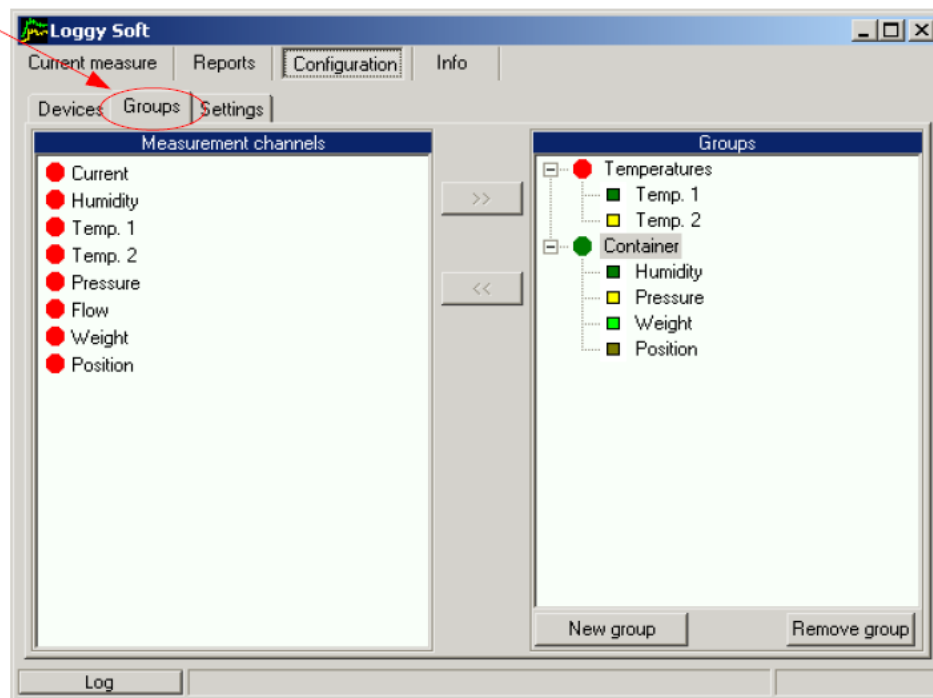 Loggy Soft
Current measure Reports Configuration Info
Devices Groups Settings
Measurement channels
Current
Humidity
Temp. 1
Temp. 2
Pressure
Flow
Weight
Position
>>
<<
Groups
Temperatures
Temp. 1
Temp. 2
Container
Humidity
Pressure
Weight
Position
New group Remove group
Log